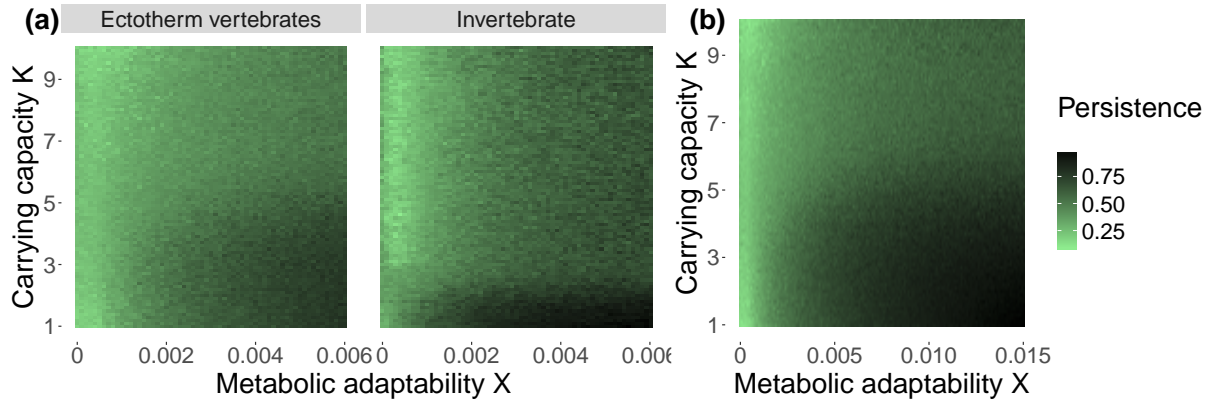 (a) Ectotherm vertebrates Invertebrate (b)
Carrying capacity K
9
7
5
3
1
0 0.002 0.004 0.006
0 0.002 0.004 0.006
Metabolic adaptability X
Carrying capacity K
9
7
5
3
1
0 0.005 0.010 0.015
Metabolic adaptability X
Persistence
0.75
0.50
0.25